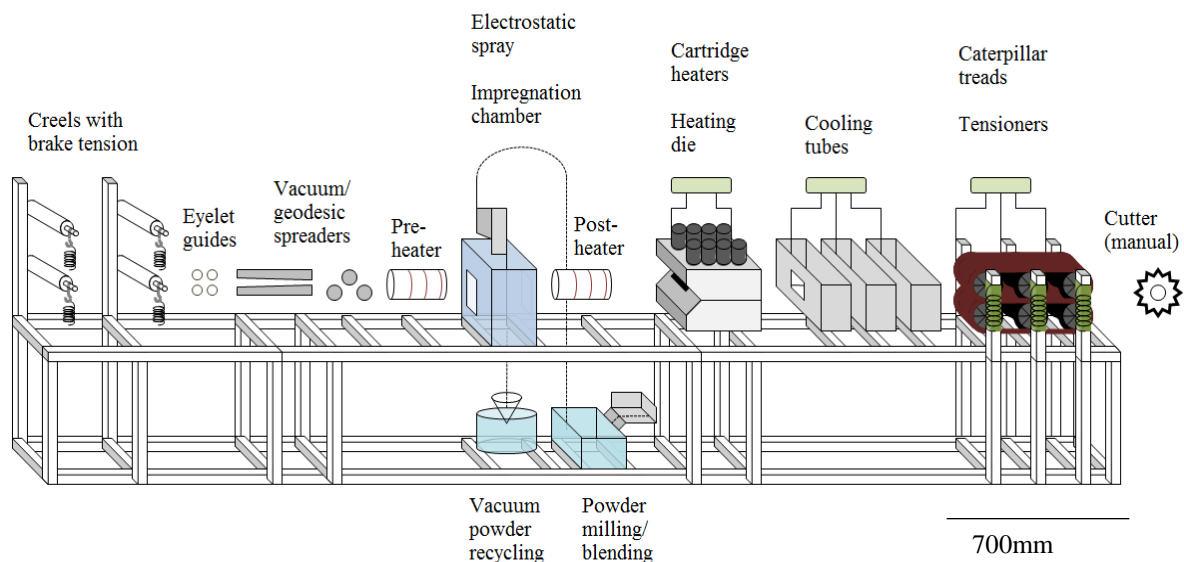 Electrostatic
spray
Impregnation
chamber
Cartridge
heaters
Heating
die
Caterpillar
treads
Tensioners
Creels with
brake tension
Cooling
tubes
Vacuum/
geodesic
spreaders
Eyelet
guides
Pre-
heater
Post-
heater
Cutter
(manual)
Vacuum
powder
recycling
Powder
milling/
blending
700mm